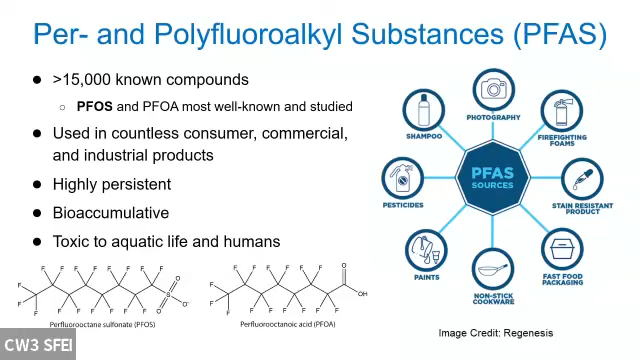 Per- and Polyfluoroalkyl Substances (PFAS)
● >15,000 known compounds
○ PFOS and PFOA most well-known and studied
● Used in countless consumer, commercial,
and industrial products
● Highly persistent
● Bioaccumulative
● Toxic to aquatic life and humans
PHOTOGRAPHY
SHAMPOO
FIREFIGHTING
FOAMS
PFAS
SOURCES
PESTICIDES
STAIN RESISTANT
PRODUCT
PAINTS
NON-STICK
COOKWARE
FAST FOOD
PACKAGING
F F F F F F F O
F
F F F F F F F F
S
O
O-
Perfluorooctane sulfonate (PFOS)
F F F F F F O
F
F F F F F F F F
OH
Perfluorooctanoic acid (PFOA)
Image Credit: Regenesis
CW3 SFEI